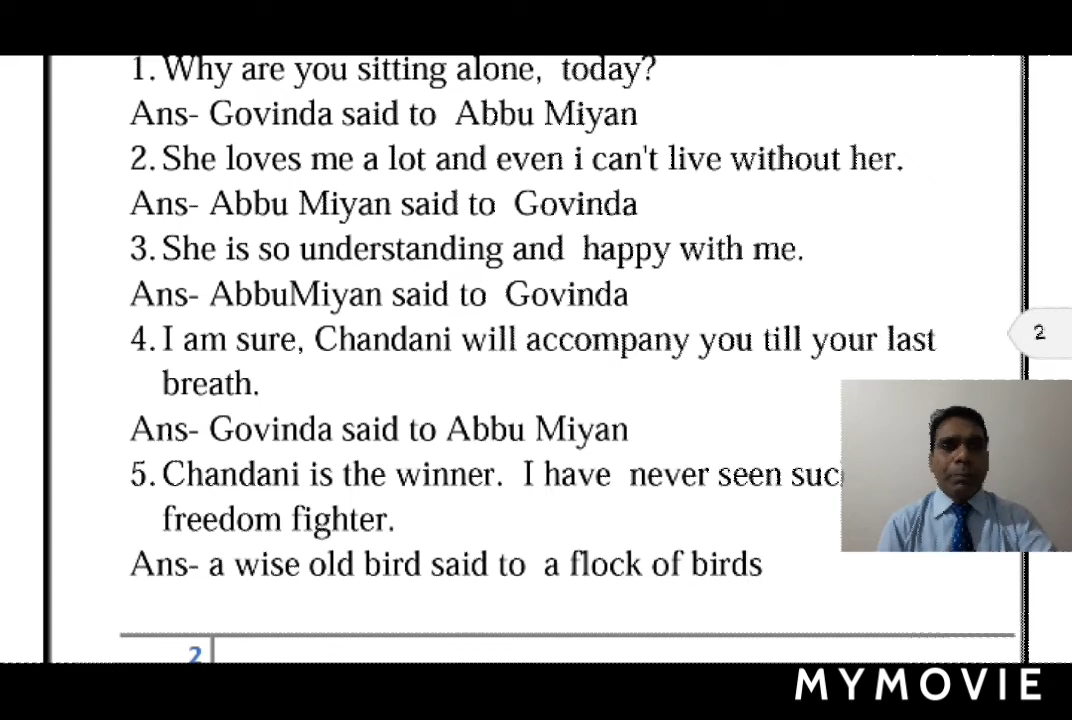 1. Why are you sitting alone, today?
Ans- Govinda said to Abbu Miyan
2. She loves me a lot and even i can't live without her.
Ans- Abbu Miyan said to Govinda
3. She is so understanding and happy with me.
Ans- AbbuMiyan said to Govinda
4. I am sure, Chandani will accompany you till your last
breath.
Ans- Govinda said to Abbu Miyan
5. Chandani is the winner. I have never seen
freedom fighter.
Ans- a wise old bird said to a flock of birds
2
2
MYMOVIE